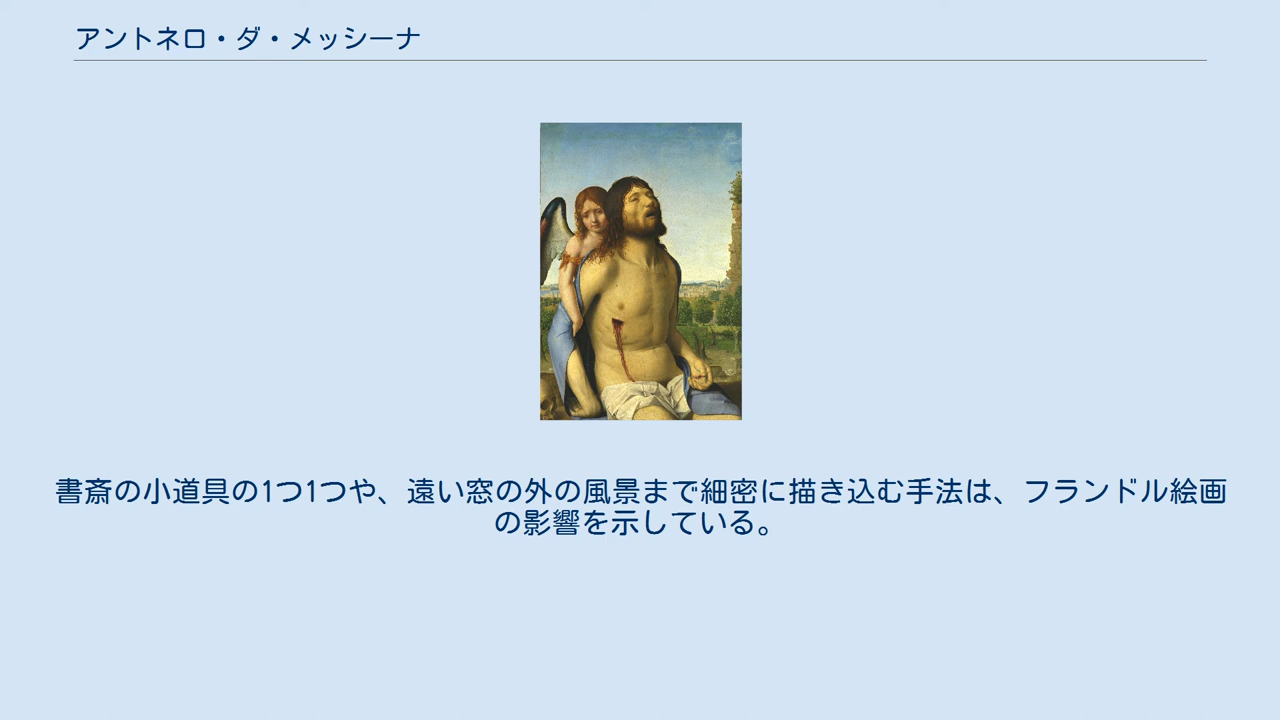 アントネロ・ダ・メッシーナ
書斎の小道具の1つ1つや、遠い窓の外の風景まで細密に描き込む手法は、フランドル絵画
の影響を示している。